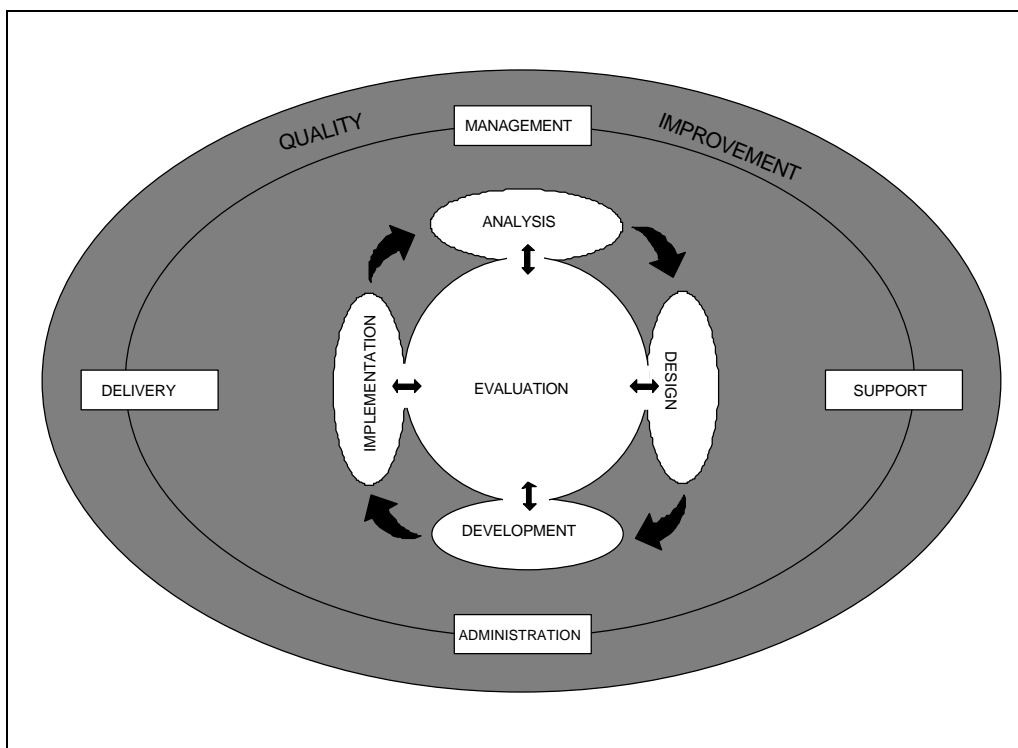 QUALITY
IMPROVEMENT
MANAGEMENT
ANALYSIS
IMPLEMENTATION
DESIGN
DELIVERY
EVALUATION
SUPPORT
DEVELOPMENT
ADMINISTRATION